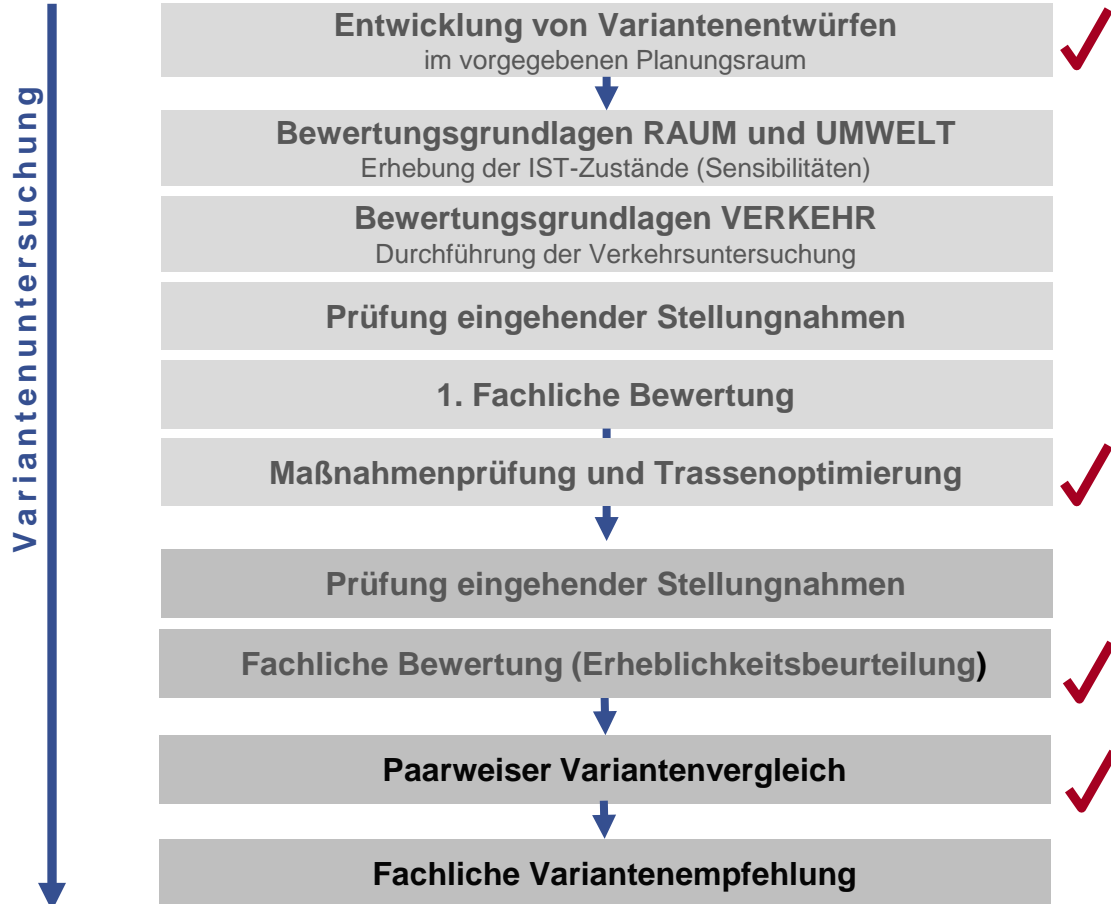 Variantenuntersuchung
Entwicklung von Variantenentwürfen
im vorgegebenen Planungsraum
Bewertungsgrundlagen RAUM und UMWELT
Erhebung der IST-Zustände (Sensibilitäten)
Bewertungsgrundlagen VERKEHR
Durchführung der Verkehrsuntersuchung
Prüfung eingehender Stellungnahmen
1. Fachliche Bewertung
Maßnahmenprüfung und Trassenoptimierung
Prüfung eingehender Stellungnahmen
Fachliche Bewertung (Erheblichkeitsbeurteilung)
Paarweiser Variantenvergleich
Fachliche Variantenempfehlung